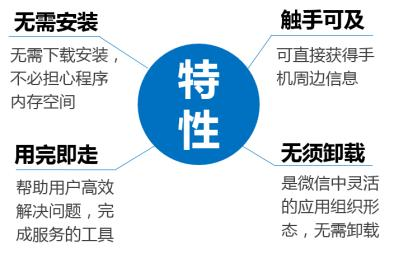 无需安装
无需下载安装，
不必担心程序
内存空间
触手可及
可直接获得手
机周边信息
特
性
用完即走
帮助用户高效
解决问题，完
成服务的工具
无须卸载
是微信中灵活
的应用组织形
态，无需卸载